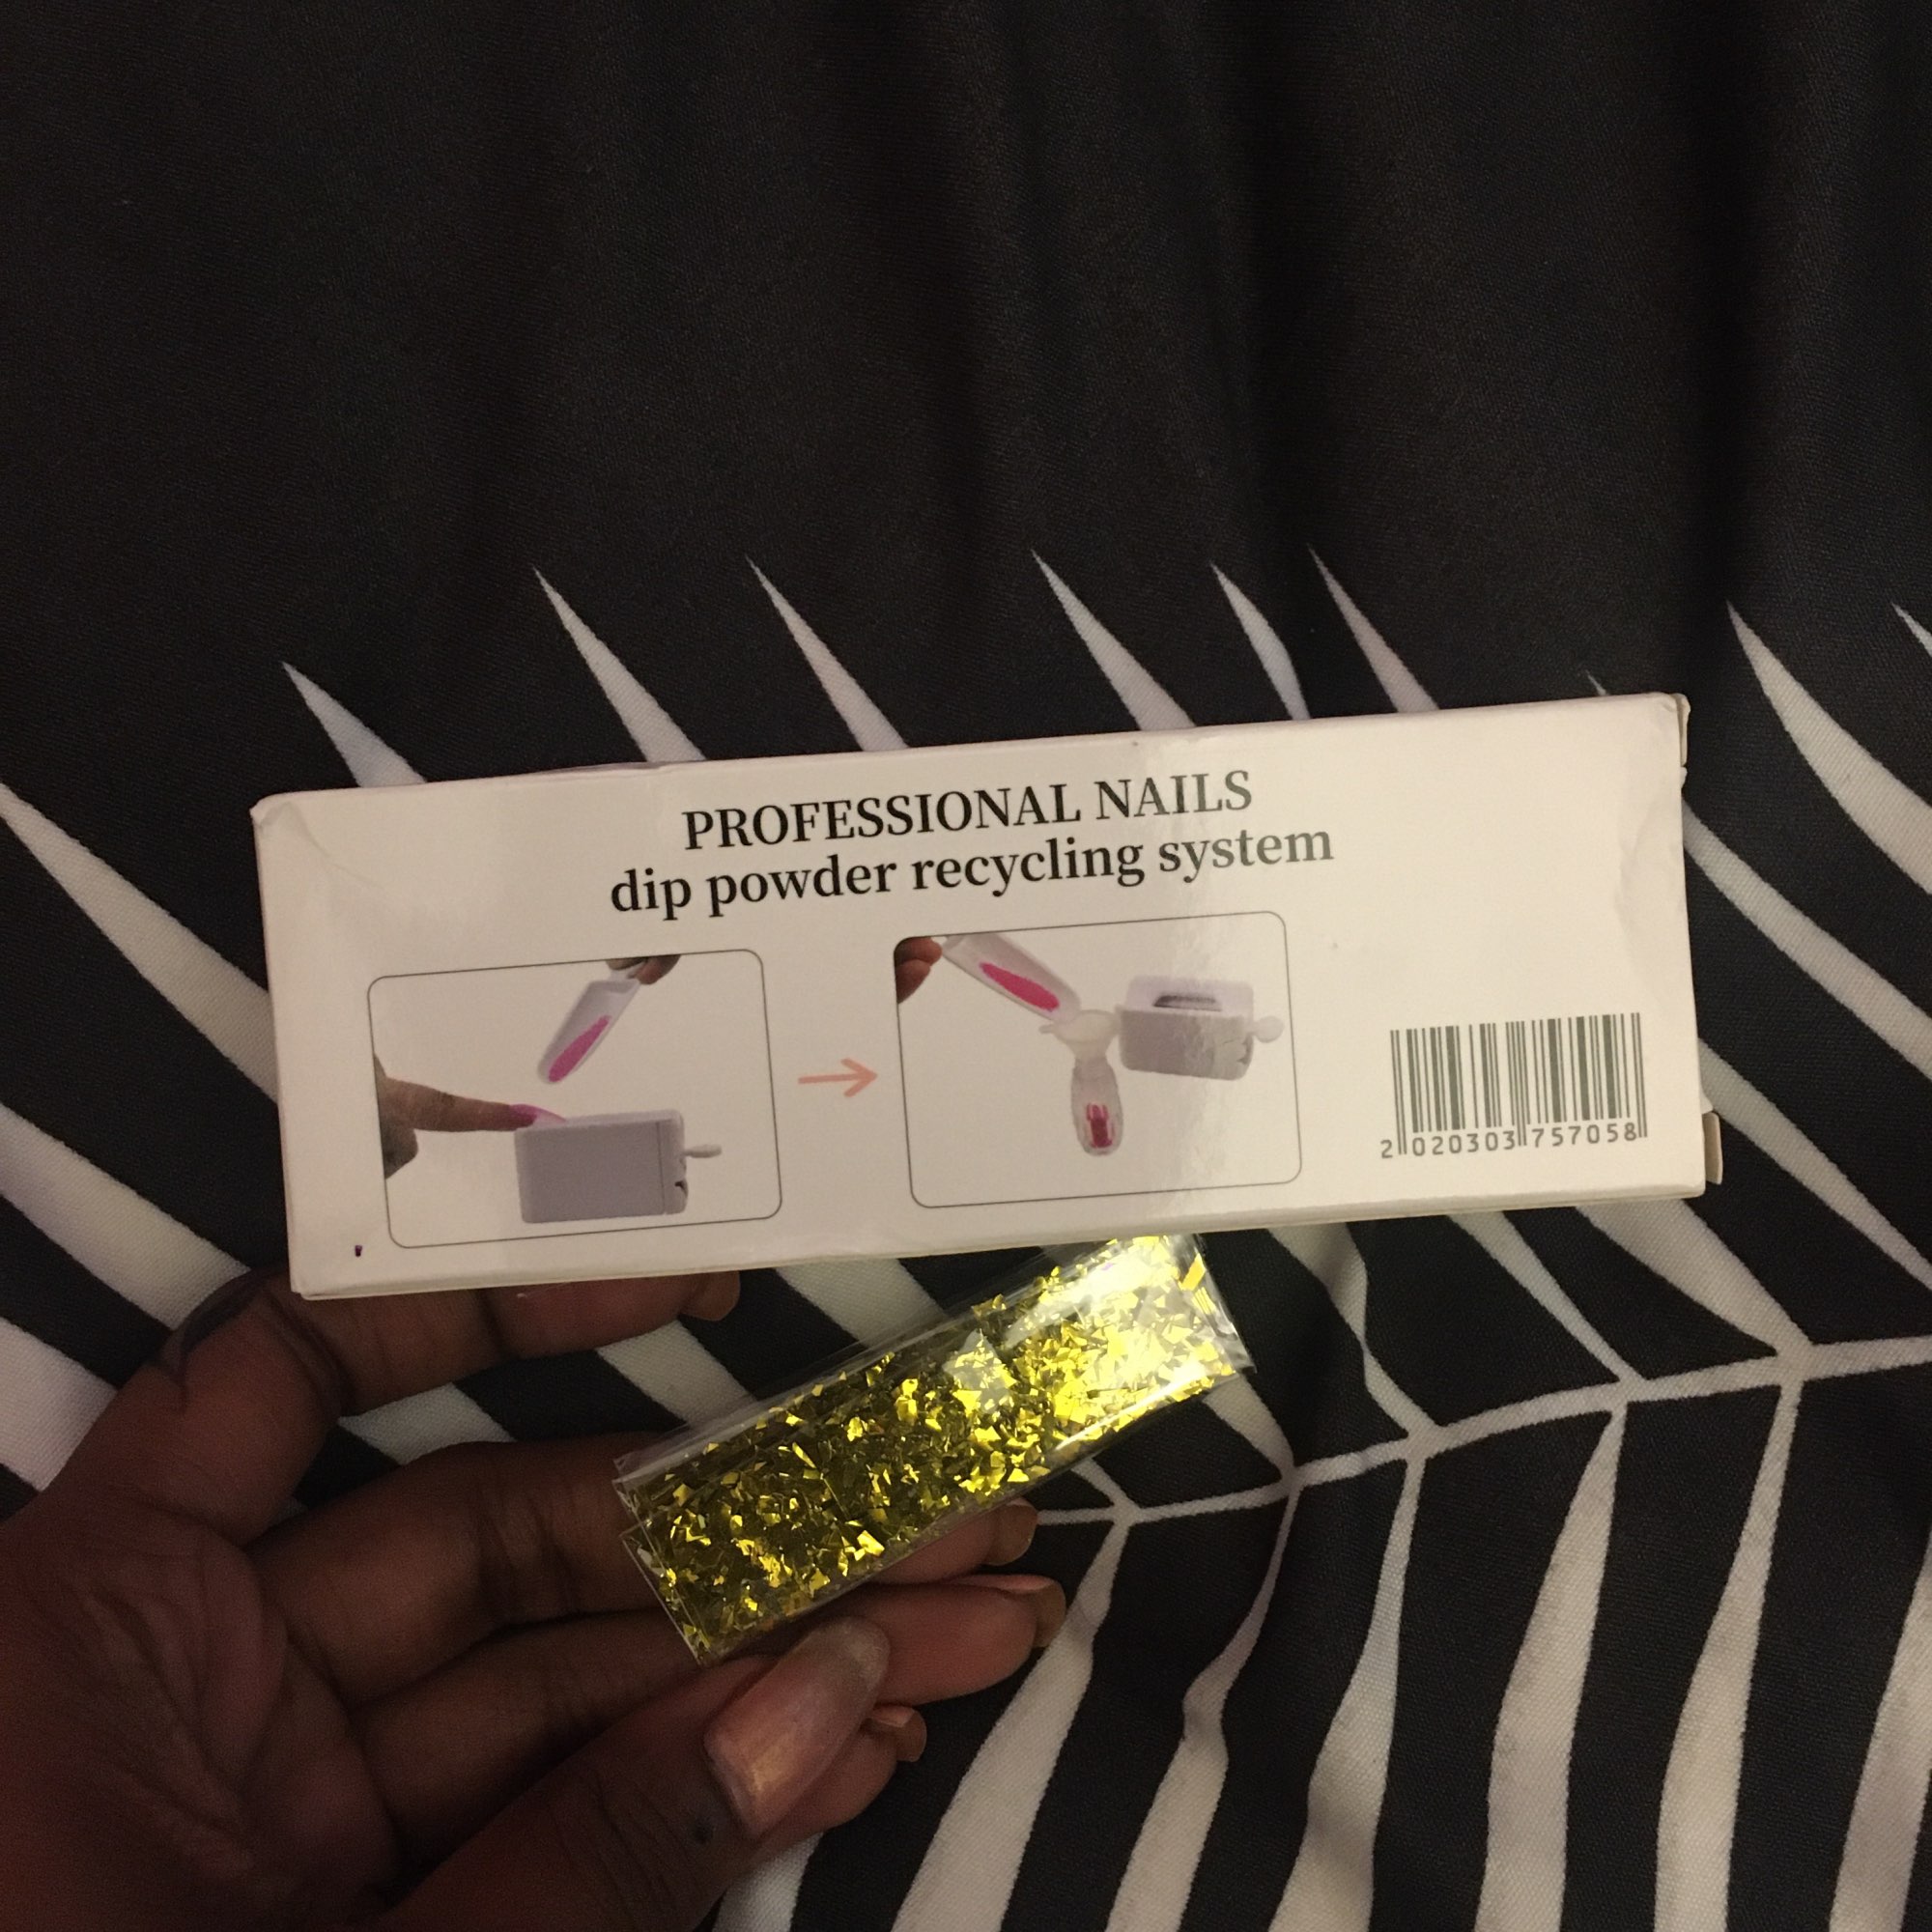 PROFESSIONAL NAILS
dip powder recycling system
2 020303 757058